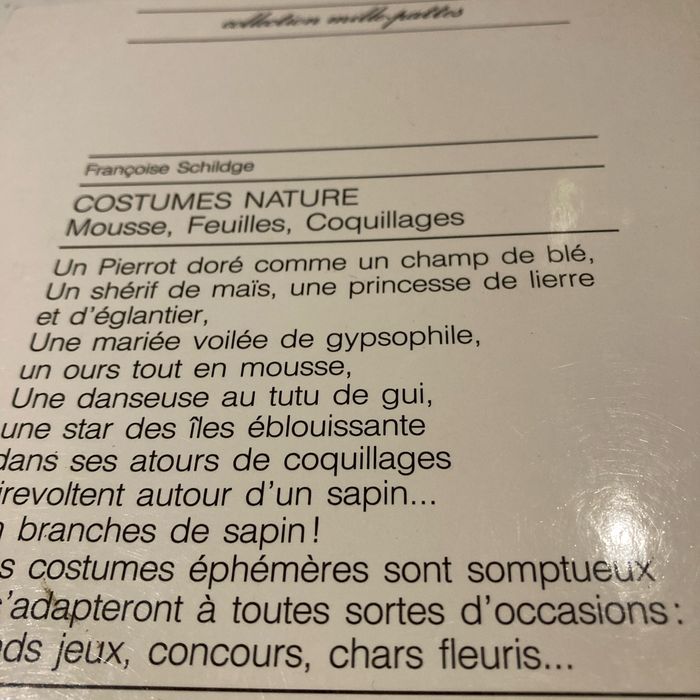 collection mille-pattes
Françoise Schildge
COSTUMES NATURE
Mousse, Feuilles, Coquillages
Un Pierrot doré comme un champ de blé,
Un shérif de maïs, une princesse de lierre
et d'églantier,
Une mariée voilée de gypsophile,
un ours tout en mousse,
Une danseuse au tutu de gui,
une star des îles éblouissante
dans ses atours de coquillages
irevoltent autour d'un sapin...
branches de sapin !
s costumes éphémères sont somptueux
s'adapteront à toutes sortes d'occasions :
nds jeux, concours, chars fleuris...